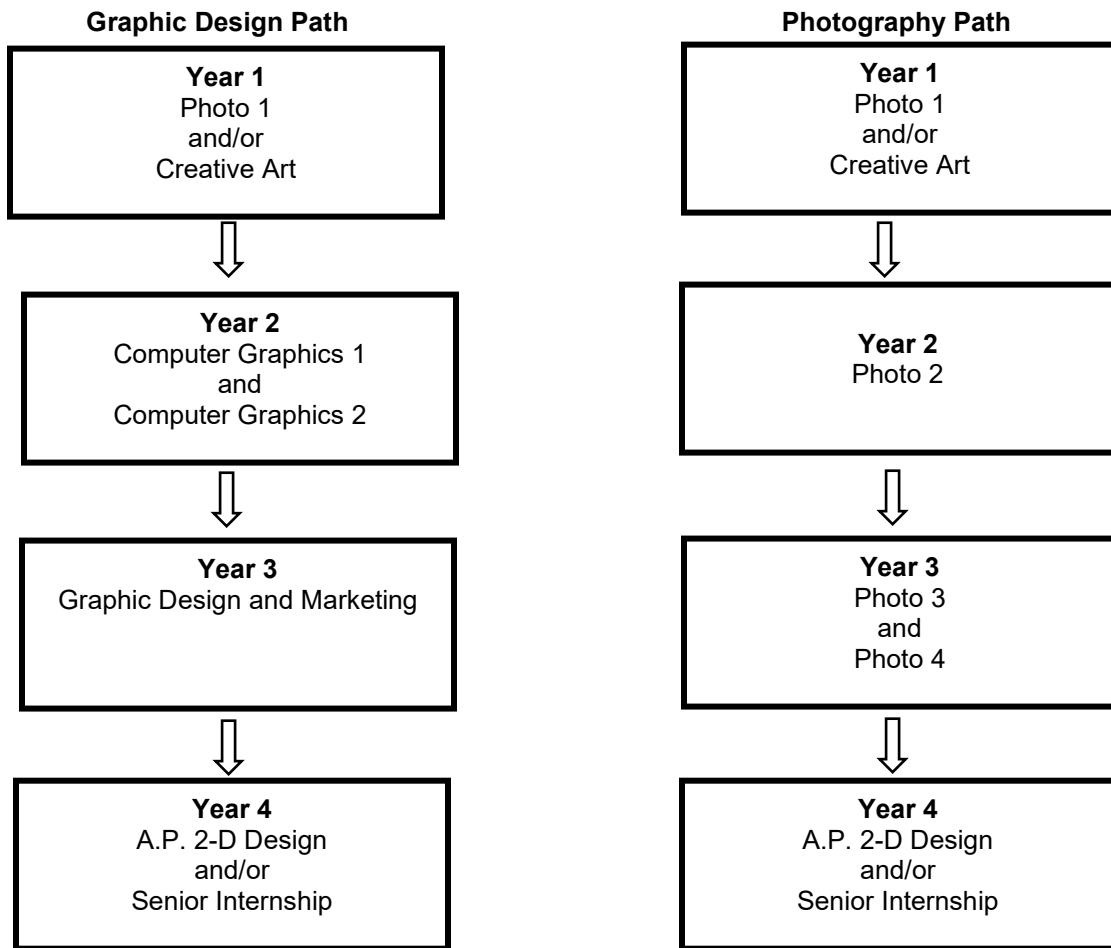 Graphic Design Path
Year 1
Photo 1
and/or
Creative Art
Year 2
Computer Graphics 1
and
Computer Graphics 2
Year 3
Graphic Design and Marketing
Year 4
A.P. 2-D Design
and/or
Senior Internship
Photography Path
Year 1
Photo 1
and/or
Creative Art
Year 2
Photo 2
Year 3
Photo 3
and
Photo 4
Year 4
A.P. 2-D Design
and/or
Senior Internship